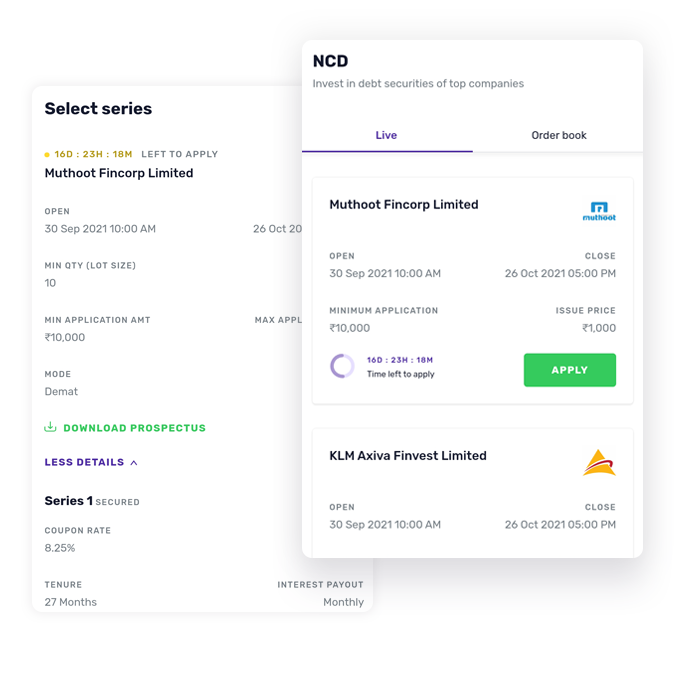 Select series
16D : 23H : 18M LEFT TO APPLY
Muthoot Fincorp Limited
OPEN
30 Sep 2021 10:00 AM 26 Oct 20
MIN QTY (LOT SIZE)
10
MIN APPLICATION AMT MAX APPL
₹10,000
MODE
Demat
DOWNLOAD PROSPECTUS
LESS DETAILS
Series 1 SECURED
COUPON RATE
8.25%
TENURE INTEREST PAYOUT
27 Months Monthly
NCD
Invest in debt securities of top companies
Live Order book
Muthoot Fincorp Limited
muthoot
OPEN CLOSE
30 Sep 2021 10:00 AM 26 Oct 2021 05:00 PM
MINIMUM APPLICATION ISSUE PRICE
₹10,000 ₹1,000
16D : 23H : 18M
Time left to apply
APPLY
KLM Axiva Finvest Limited
OPEN CLOSE
30 Sep 2021 10:00 AM 26 Oct 2021 05:00 PM